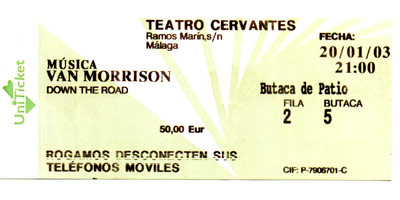 TEATRO CERVANTES
Ramos Marín,s/n
Málaga
FECHA:
20/01/03
21:00
MÚSICA
VAN MORRISON
DOWN THE ROAD
Butaca de Patio
FILA BUTACA
2 5
50,00 Eur
ROGAMOS DESCONECTEN SUS
TELÉFONOS MOVILES
CIF: P-7906701-C
UniTicket